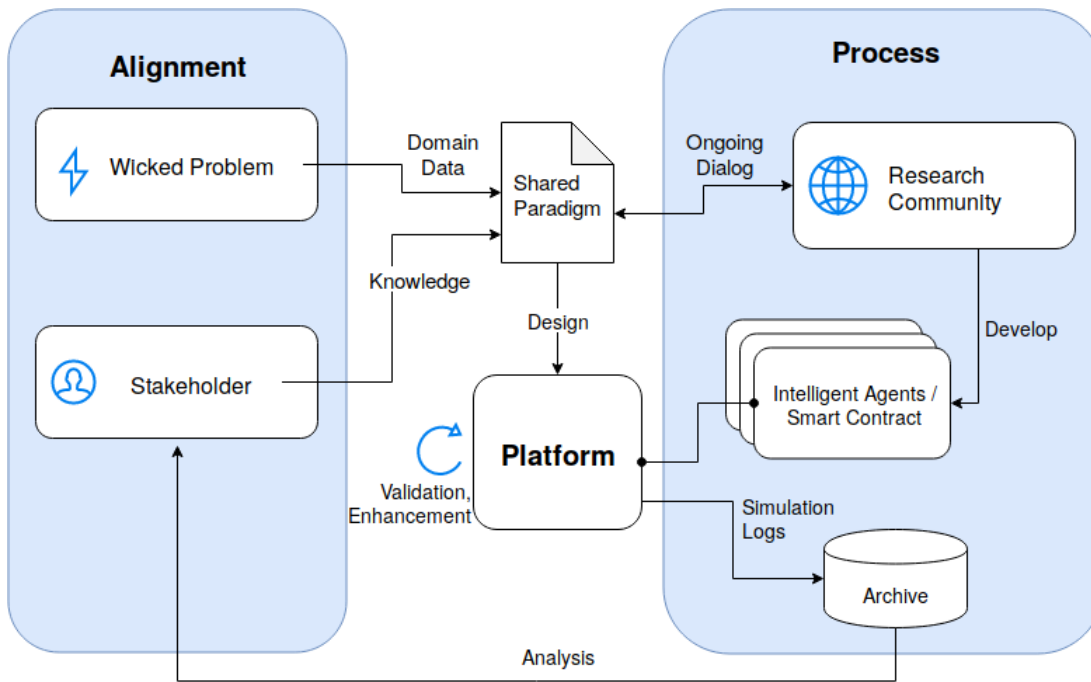 Alignment
Process
Wicked Problem
Domain
Data
Shared
Paradigm
Ongoing
Dialog
Research
Community
Knowledge
Design
Develop
Stakeholder
Intelligent Agents /
Smart Contract
Platform
Validation,
Enhancement
Simulation
Logs
Archive
Analysis